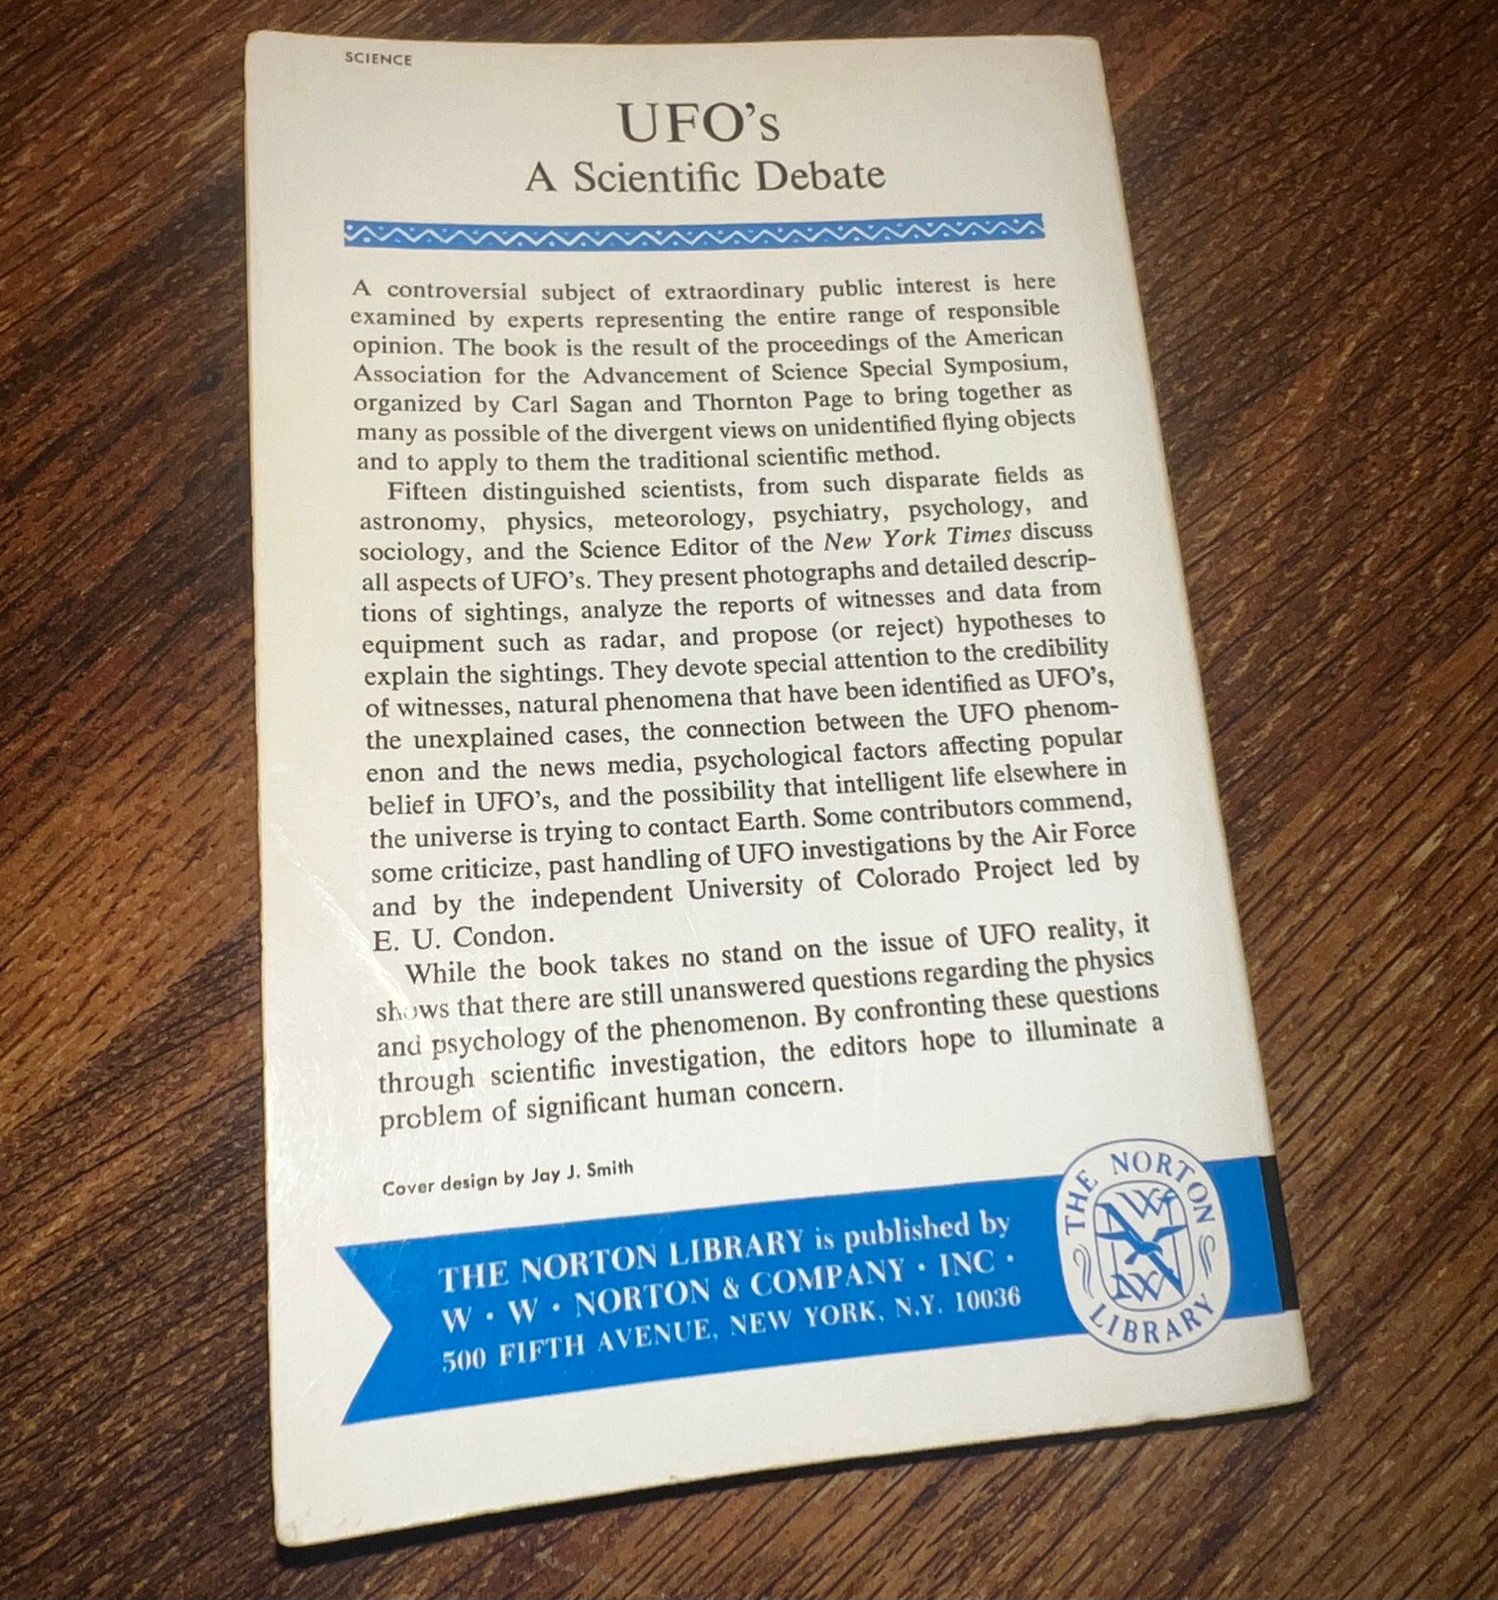 SCIENCE
UFO's
A Scientific Debate
A controversial subject of extraordinary public interest is here
examined by experts representing the entire range of responsible
opinion. The book is the result of the proceedings of the American
Association for the Advancement of Science Special Symposium,
organized by Carl Sagan and Thornton Page to bring together as
many as possible of the divergent views on unidentified flying objects
and to apply to them the traditional scientific method.
Fifteen distinguished scientists, from such disparate fields as
astronomy, physics, meteorology, psychiatry, psychology, and
sociology, and the Science Editor of the New York Times discuss
all aspects of UFO's. They present photographs and detailed descrip-
tions of sightings, analyze the reports of witnesses and data from
equipment such as radar, and propose (or reject) hypotheses to
explain the sightings. They devote special attention to the credibility
of witnesses, natural phenomena that have been identified as UFO's,
the unexplained cases, the connection between the UFO phenom-
enon and the news media, psychological factors affecting popular
belief in UFO's, and the possibility that intelligent life elsewhere in
the universe is trying to contact Earth. Some contributors commend,
some criticize, past handling of UFO investigations by the Air Force
and by the independent University of Colorado Project led by
E. U. Condon.
While the book takes no stand on the issue of UFO reality, it
shows that there are still unanswered questions regarding the physics
and psychology of the phenomenon. By confronting these questions
through scientific investigation, the editors hope to illuminate a
problem of significant human concern.
Cover design by Jay J. Smith
THE NORTON LIBRARY is published by
W · W · NORTON & COMPANY · INC ·
500 FIFTH AVENUE, NEW YORK, N.Y. 10036
THE NORTON
LIBRARY